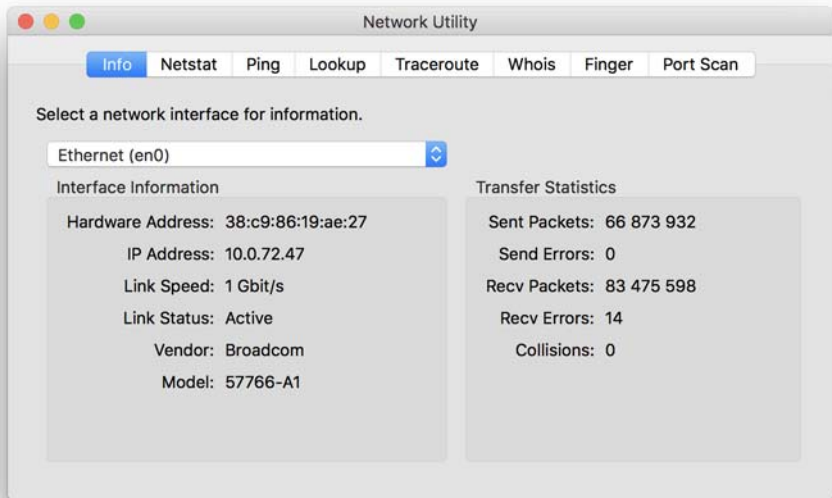 Network Utility
Info Netstat Ping Lookup Traceroute Whois Finger Port Scan
Select a network interface for information.
Ethernet (en0)
Interface Information
Hardware Address: 38:c9:86:19:ae:27
IP Address: 10.0.72.47
Link Speed: 1 Gbit/s
Link Status: Active
Vendor: Broadcom
Model: 57766-A1
Transfer Statistics
Sent Packets: 66 873 932
Send Errors: 0
Recv Packets: 83 475 598
Recv Errors: 14
Collisions: 0